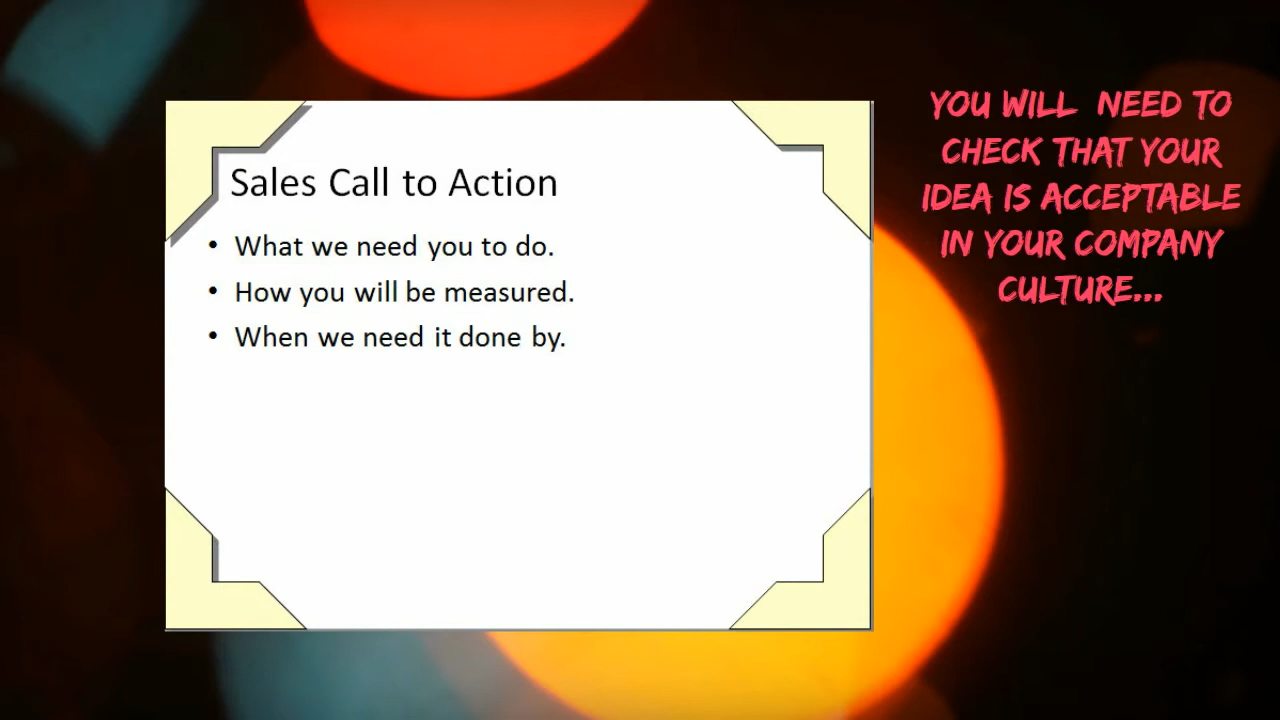 Sales Call to Action
• What we need you to do.
• How you will be measured.
• When we need it done by.
YOU WILL NEED TO
CHECK THAT YOUR
IDEA IS ACCEPTABLE
IN YOUR COMPANY
CULTURE...